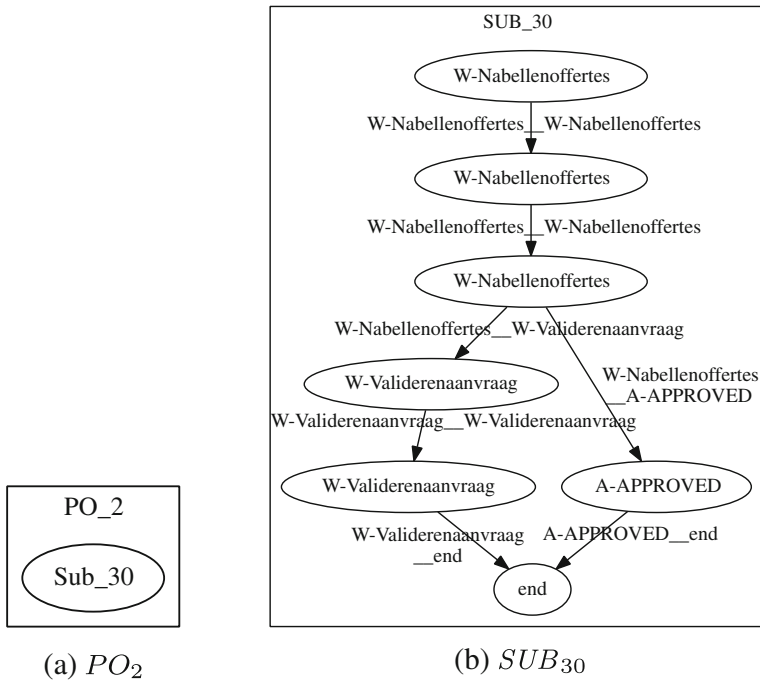 SUB_30
W-Nabellenoffertes
W-Nabellenoffertes__W-Nabellenoffertes
W-Nabellenoffertes
W-Nabellenoffertes__W-Nabellenoffertes
W-Nabellenoffertes
W-Nabellenoffertes__W-Validerenaanvraag
W-Nabellenoffertes
__A-APPROVED
W-Validerenaanvraag
W-Validerenaanvraag__W-Validerenaanvraag
W-Validerenaanvraag
A-APPROVED
W-Validerenaanvraag
__end
A-APPROVED__end
end
PO_2
Sub_30
(a) PO2
(b) SUB30